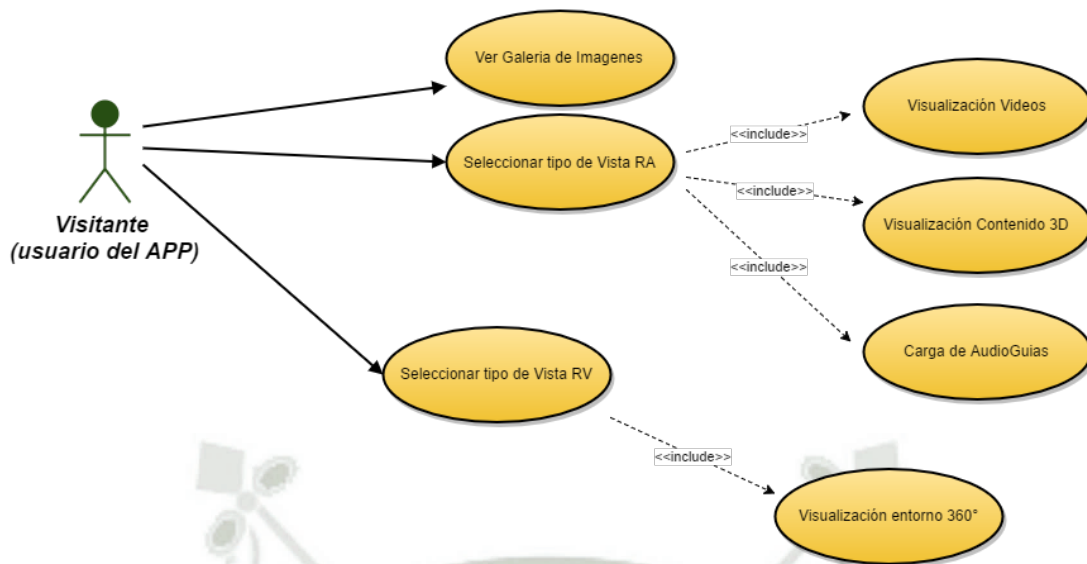 Ver Galeria de Imagenes
Visualización Videos
<<include>>
Seleccionar tipo de Vista RA
<<include>>
Visitante
(usuario del APP)
Visualización Contenido 3D
<<include>>
Carga de AudioGuias
Seleccionar tipo de Vista RV
<<include>>
Visualización entorno 360°